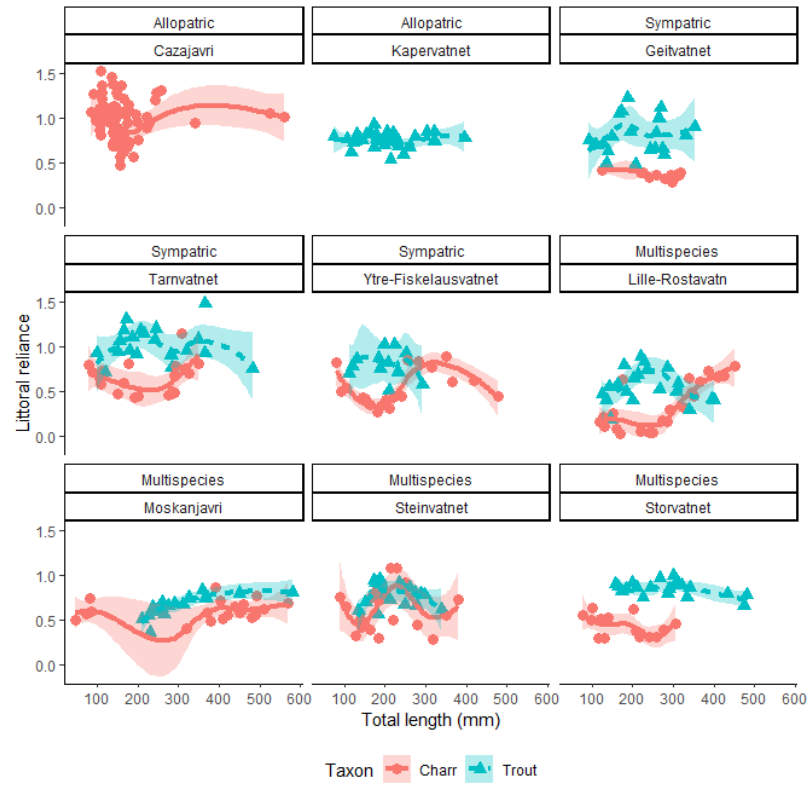 Allopatric Allopatric Sympatric
Cazajavri Kapervatnet Geitvatnet
1.5
1.0
0.5
0.0
Sympatric Sympatric Multispecies
Tarnvatnet Ytre-Fiskelausvatnet Lille-Rostavatn
1.5
1.0
0.5
0.0
Littoral reliance
Multispecies Multispecies Multispecies
Moskanjavri Steinvatnet Storvatnet
1.5
1.0
0.5
0.0
100 200 300 400 500 600 100 200 300 400 500 600 100 200 300 400 500 600
Total length (mm)
Taxon Charr Trout